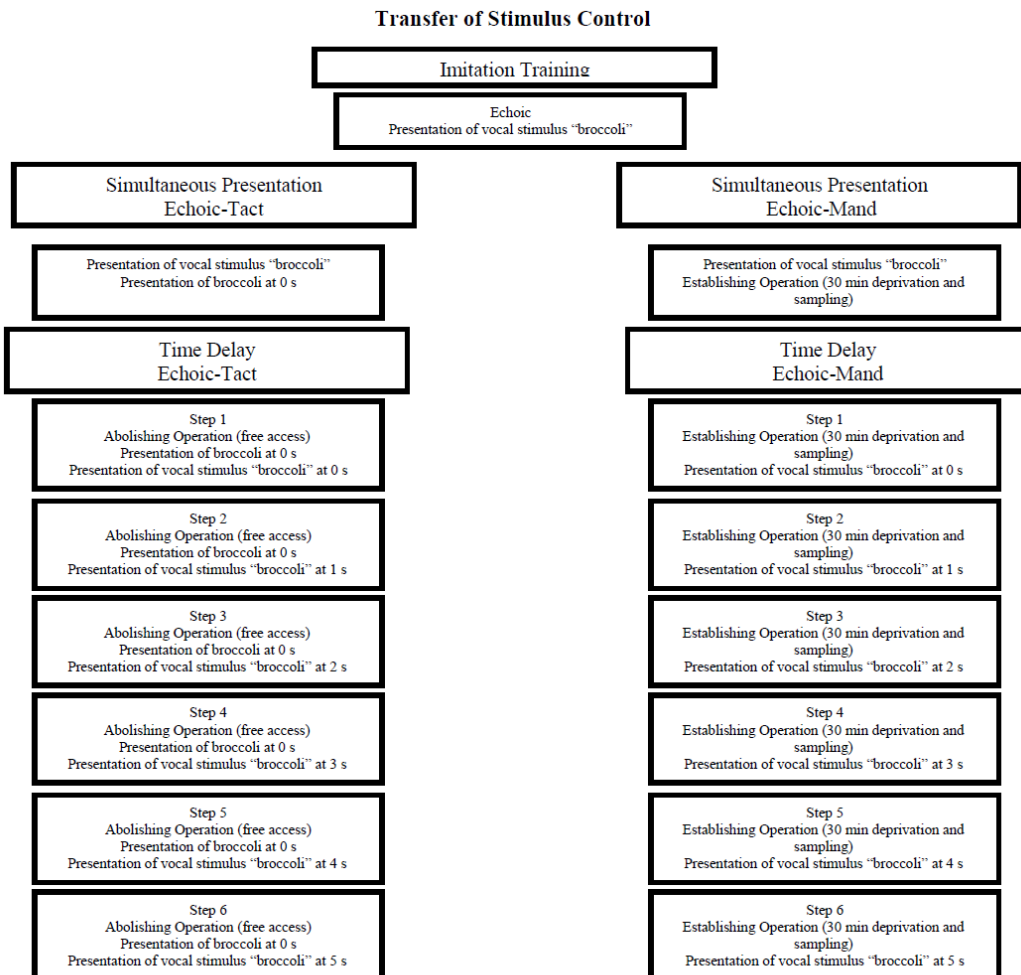 Transfer of Stimulus Control
Imitation Training
Echoic
Presentation of vocal stimulus “broccoli”
Simultaneous Presentation
Echoic-Tact
Presentation of vocal stimulus “broccoli”
Presentation of broccoli at 0 s
Time Delay
Echoic-Tact
Step 1
Abolishing Operation (free access)
Presentation of broccoli at 0 s
Presentation of vocal stimulus “broccoli” at 0 s
Step 2
Abolishing Operation (free access)
Presentation of broccoli at 0 s
Presentation of vocal stimulus “broccoli” at 1 s
Step 3
Abolishing Operation (free access)
Presentation of broccoli at 0 s
Presentation of vocal stimulus “broccoli” at 2 s
Step 4
Abolishing Operation (free access)
Presentation of broccoli at 0 s
Presentation of vocal stimulus “broccoli” at 3 s
Step 5
Abolishing Operation (free access)
Presentation of broccoli at 0 s
Presentation of vocal stimulus “broccoli” at 4 s
Step 6
Abolishing Operation (free access)
Presentation of broccoli at 0 s
Presentation of vocal stimulus “broccoli” at 5 s
Simultaneous Presentation
Echoic-Mand
Presentation of vocal stimulus “broccoli”
Establishing Operation (30 min deprivation and
sampling)
Time Delay
Echoic-Mand
Step 1
Establishing Operation (30 min deprivation and
sampling)
Presentation of vocal stimulus “broccoli” at 0 s
Step 2
Establishing Operation (30 min deprivation and
sampling)
Presentation of vocal stimulus “broccoli” at 1 s
Step 3
Establishing Operation (30 min deprivation and
sampling)
Presentation of vocal stimulus “broccoli” at 2 s
Step 4
Establishing Operation (30 min deprivation and
sampling)
Presentation of vocal stimulus “broccoli” at 3 s
Step 5
Establishing Operation (30 min deprivation and
sampling)
Presentation of vocal stimulus “broccoli” at 4 s
Step 6
Establishing Operation (30 min deprivation and
sampling)
Presentation of vocal stimulus “broccoli” at 5 s